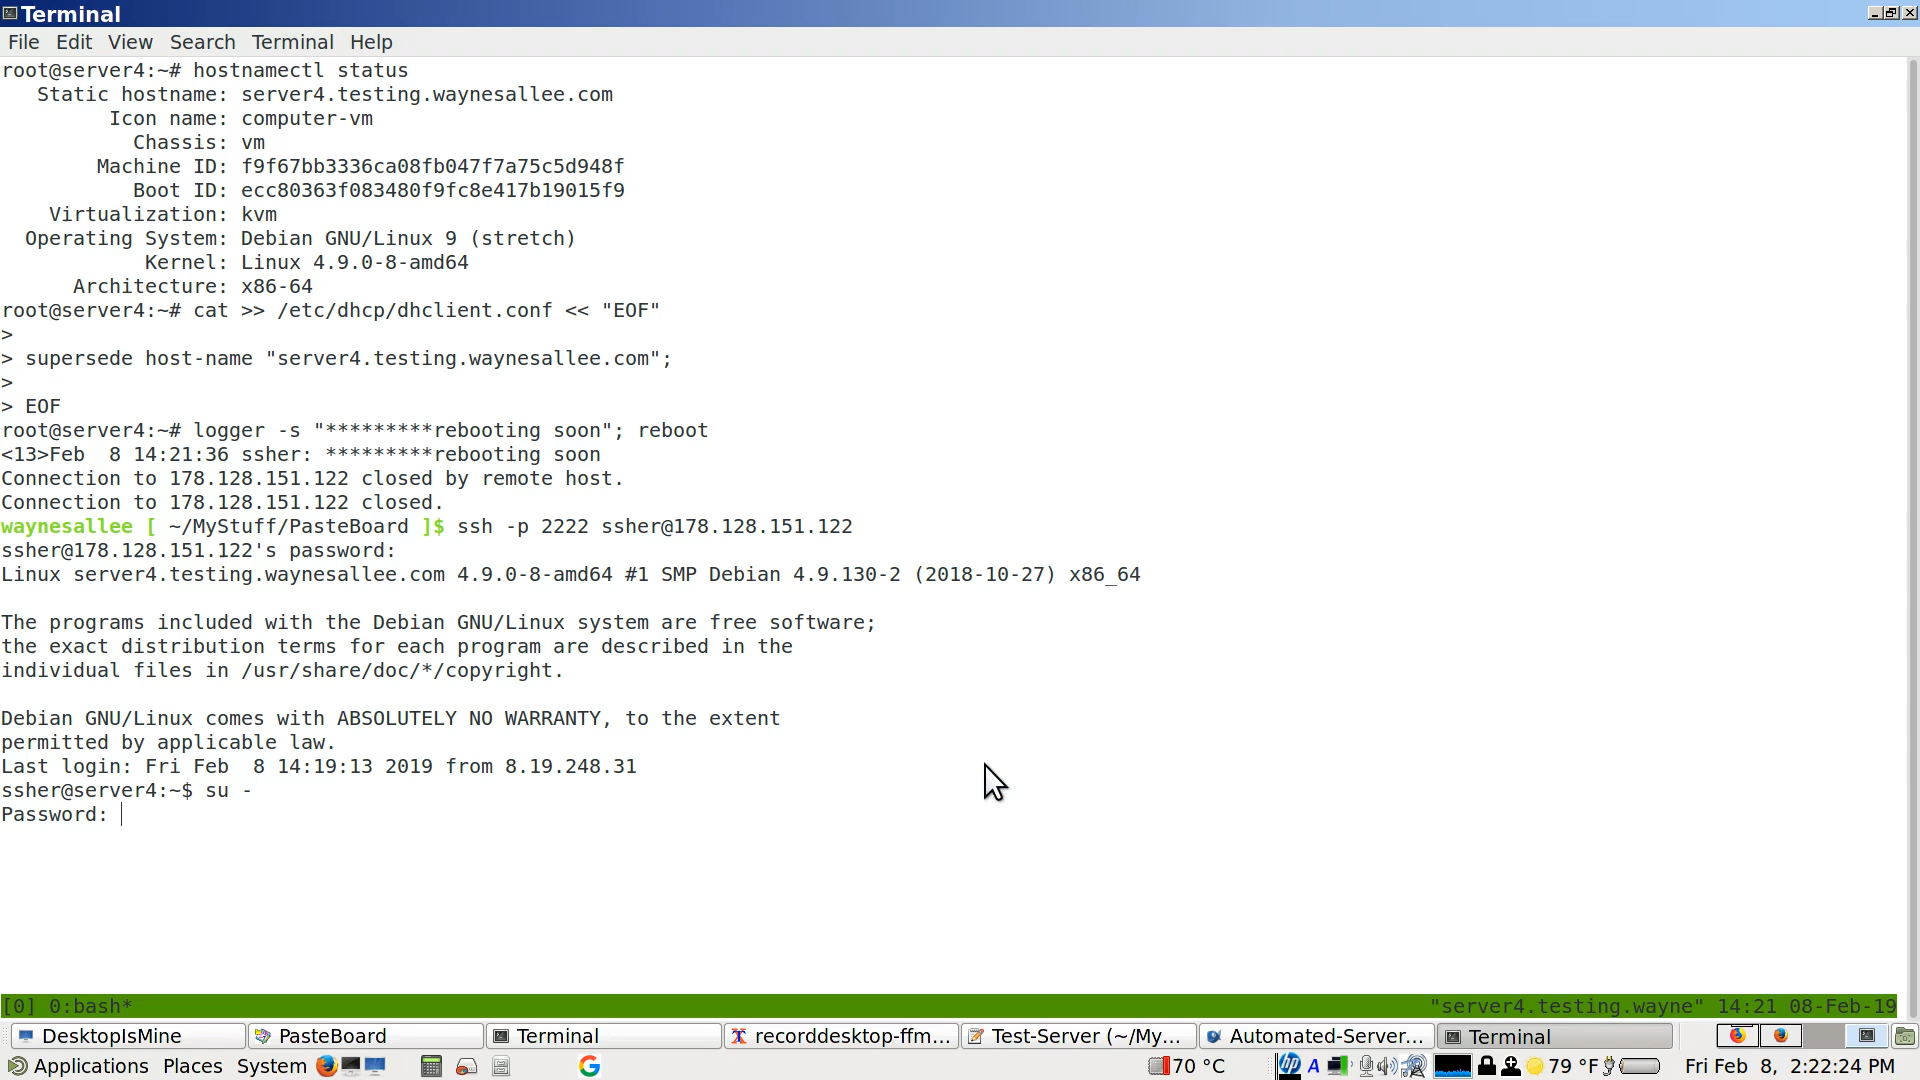 Terminal
File Edit View Search Terminal Help
root@server4:~# hostnamectl status
Static hostname: server4.testing.waynesallee.com
Icon name: computer-vm
Chassis: vm
Machine ID: f9f67bb3336ca08fb047f7a75c5d948f
Boot ID: ecc80363f083480f9fc8e417b19015f9
Virtualization: kvm
Operating System: Debian GNU/Linux 9 (stretch)
Kernel: Linux 4.9.0-8-amd64
Architecture: x86-64
root@server4:~# cat >> /etc/dhcp/dhclient.conf << "EOF"
>
> supersede host-name "server4.testing.waynesallee.com";
>
> EOF
root@server4:~# logger -s "*********rebooting soon"; reboot
<13>Feb  8 14:21:36 ssher: *********rebooting soon
Connection to 178.128.151.122 closed by remote host.
Connection to 178.128.151.122 closed.
waynesallee [ ~/MyStuff/PasteBoard ]$ ssh -p 2222 ssher@178.128.151.122
ssher@178.128.151.122's password:
Linux server4.testing.waynesallee.com 4.9.0-8-amd64 #1 SMP Debian 4.9.130-2 (2018-10-27) x86_64
The programs included with the Debian GNU/Linux system are free software;
the exact distribution terms for each program are described in the
individual files in /usr/share/doc/*/copyright.
Debian GNU/Linux comes with ABSOLUTELY NO WARRANTY, to the extent
permitted by applicable law.
Last login: Fri Feb  8 14:19:13 2019 from 8.19.248.31
ssher@server4:~$ su -
Password:
[0] 0:bash* "server4.testing.wayne" 14:21 08-Feb-19
DesktopIsMine PasteBoard Terminal recorddesktop-ffm... Test-Server (~/My... Automated-Server... Terminal
Applications Places System 70 °C A 79 °F Fri Feb  8,  2:22:24 PM